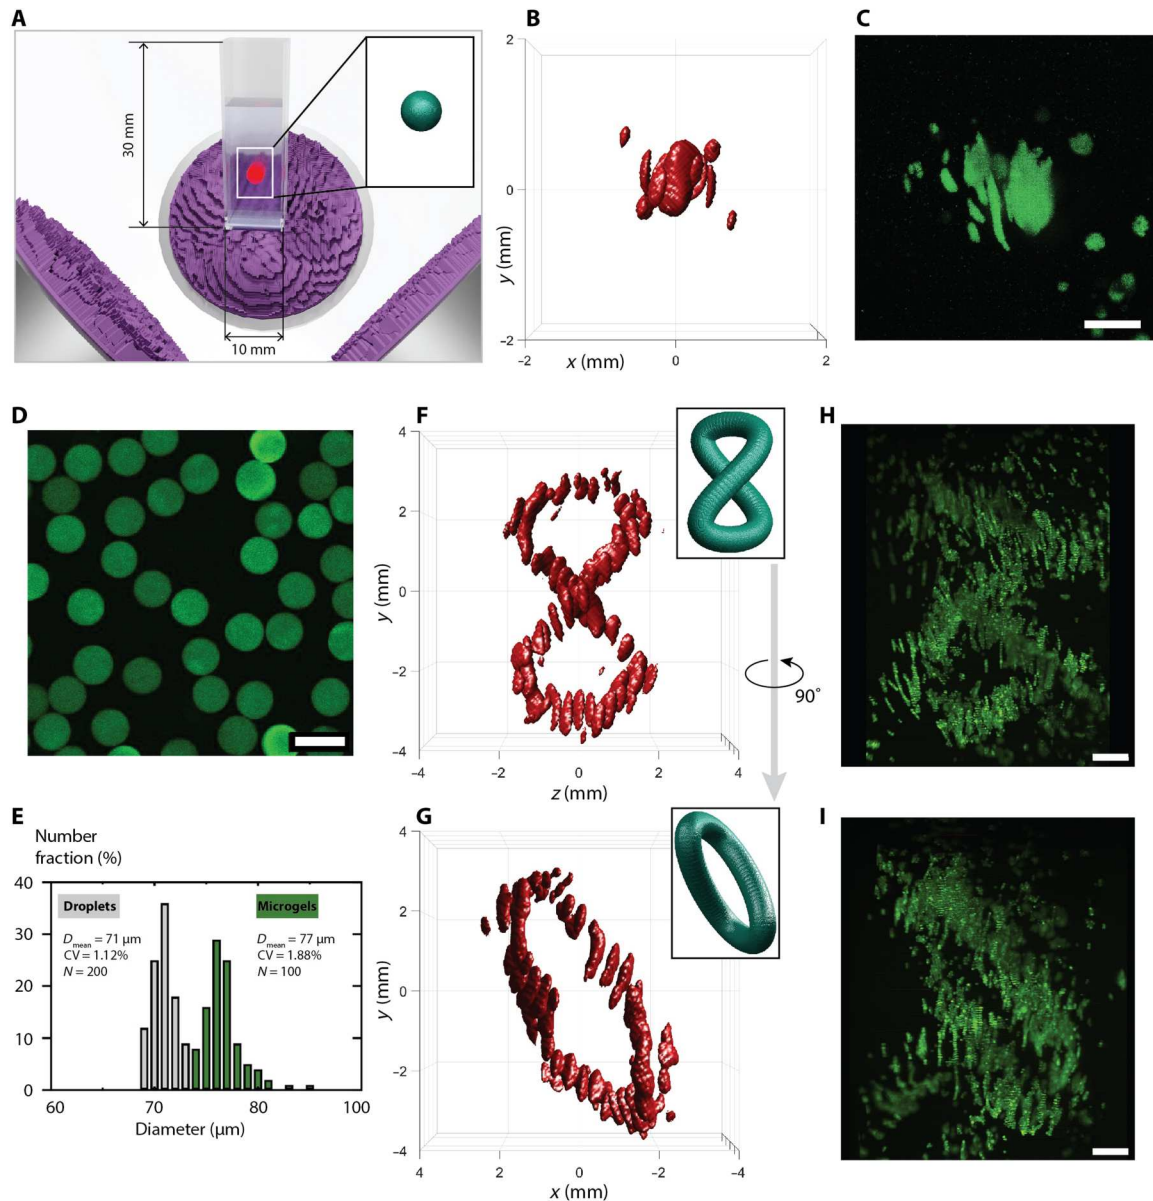 A
30 mm
10 mm
B
2
0
−2
y (mm)
−2
x (mm)
0
2
C
D
E
Number
fraction (%)
40
30
20
10
0
Droplets
Dmean = 71 μm
CV = 1.12%
N = 200
Microgels
Dmean = 77 μm
CV = 1.88%
N = 100
60
70
80
100
Diameter (μm)
F
4
2
0
−2
−4
y (mm)
−4
−2
0
2
4
z (mm)
90˚
G
4
2
0
−2
−4
y (mm)
4
2
0
−2
−4
x (mm)
H
I